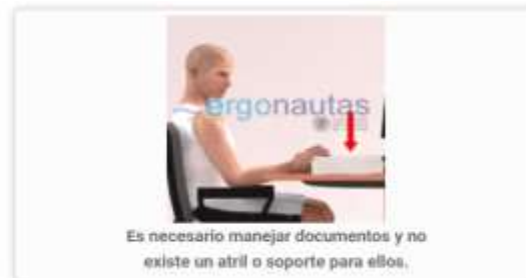 ergonautas
Es necesario manejar documentos y no
existe un atril o soporte para ellos.